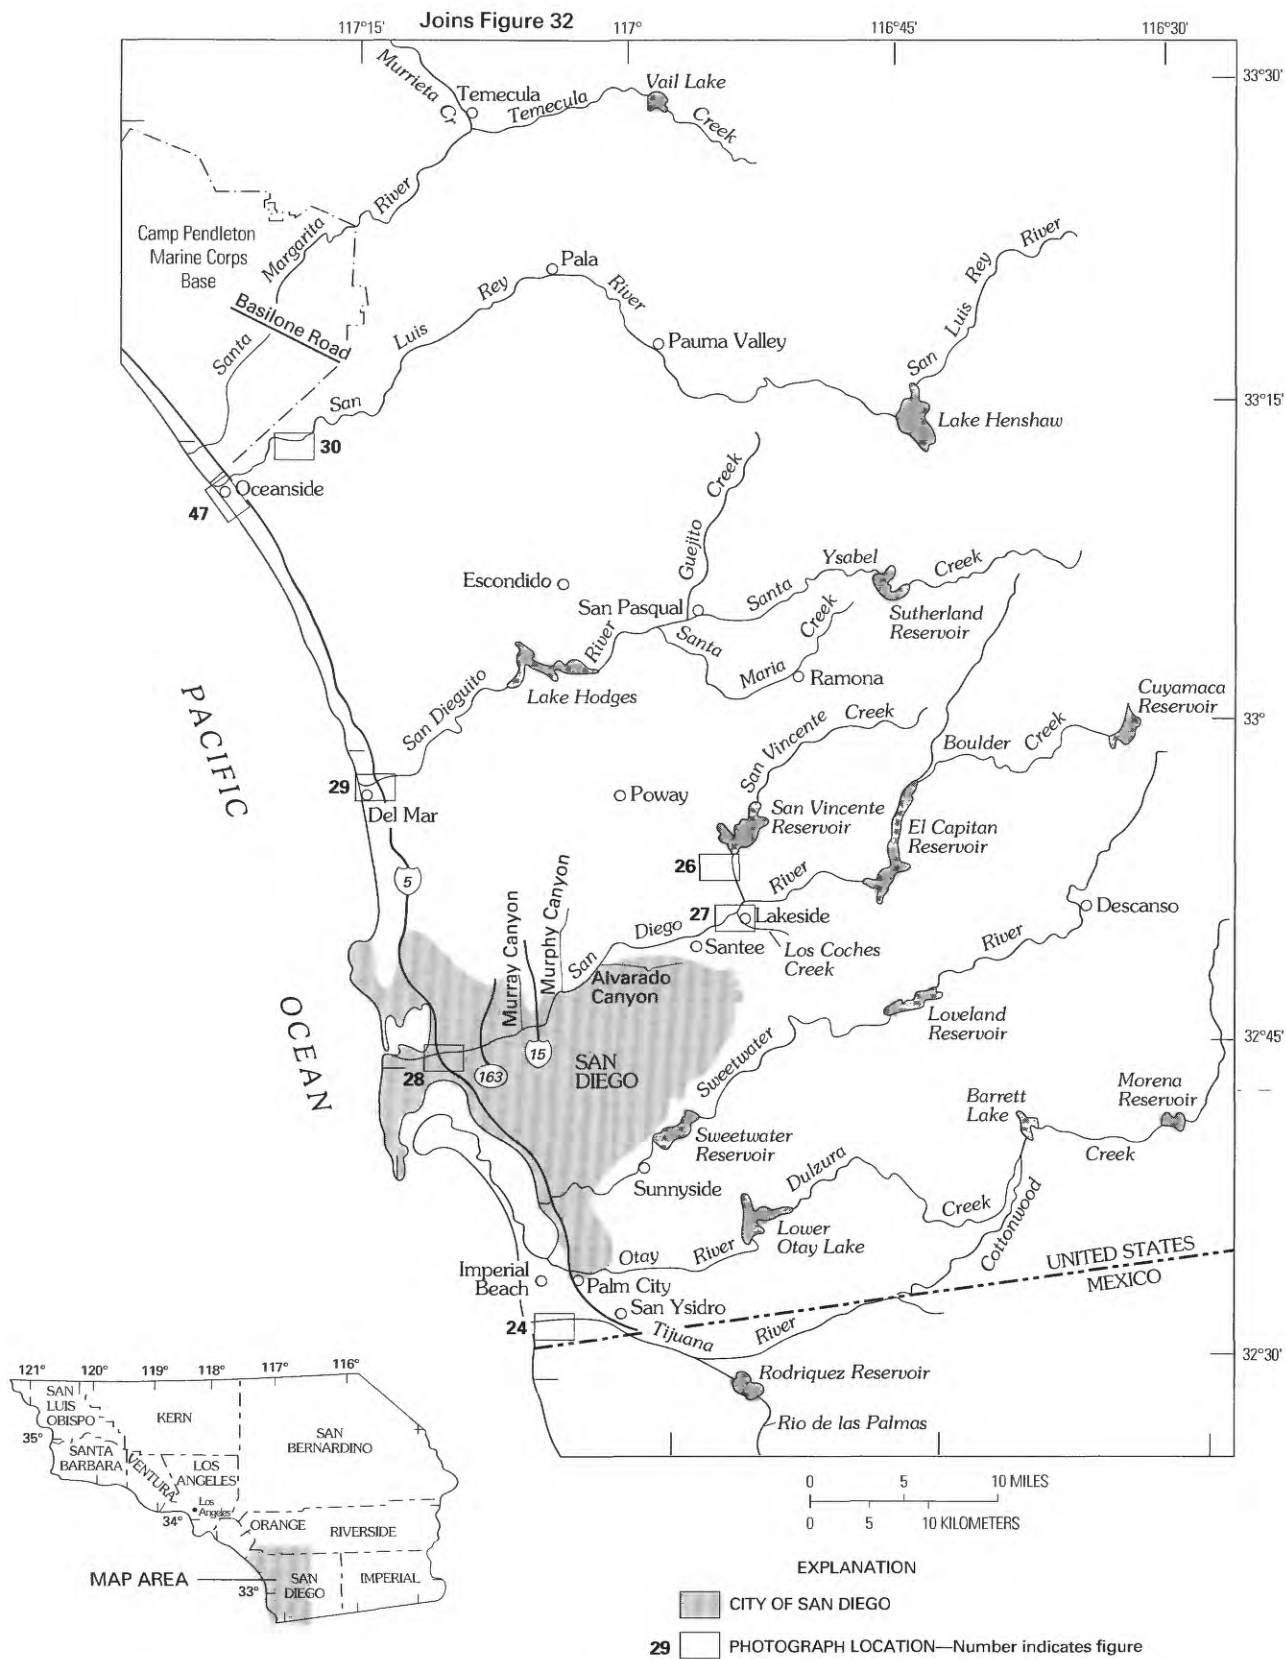 Joins Figure 32
117°15'
117°
116°45'
116°30'
33°30'
Murrieta Cr
Temecula
Temecula
Creek
Vail Lake
Camp Pendleton
Marine Corps
Base
Santa Margarita River
Basilone Road
Pala
San Luis Rey River
Pauma Valley
San Luis Rey River
Lake Henshaw
33°15'
30
Oceanside
47
Guejito Creek
Escondido
San Pasqual
Santa Ysabel Creek
Sutherland
Reservoir
Santa Maria Creek
Ramona
San Dieguito River
Lake Hodges
Cuyamaca
Reservoir
33°
San Vincente Creek
Boulder Creek
PACIFIC
OCEAN
29
Del Mar
Poway
San Vincente
Reservoir
El Capitan
Reservoir
5
26
27
Lakeside
San Diego River
Santee
Los Coches
Creek
Descanso
Murray Canyon
Murphy Canyon
Alvarado
Canyon
Loveland
Reservoir
Sweetwater River
32°45'
28
163
15
SAN
DIEGO
Sweetwater
Reservoir
Sunnyside
Barrett
Lake
Morena
Reservoir
Creek
Cottonwood
Dulzura Creek
Lower
Otay Lake
Otay River
UNITED STATES
MEXICO
Imperial
Beach
Palm City
San Ysidro
24
Tijuana River
32°30'
Rodriquez Reservoir
Rio de las Palmas
121° 120° 119° 118° 117° 116°
SAN
LUIS
OBISPO
KERN
SAN
BERNARDINO
35°
SANTA
BARBARA
VENTURA
LOS
ANGELES
Los
Angeles
34°
ORANGE
RIVERSIDE
MAP AREA
33°
SAN
DIEGO
IMPERIAL
0 5 10 MILES
0 5 10 KILOMETERS
EXPLANATION
CITY OF SAN DIEGO
29 PHOTOGRAPH LOCATION—Number indicates figure